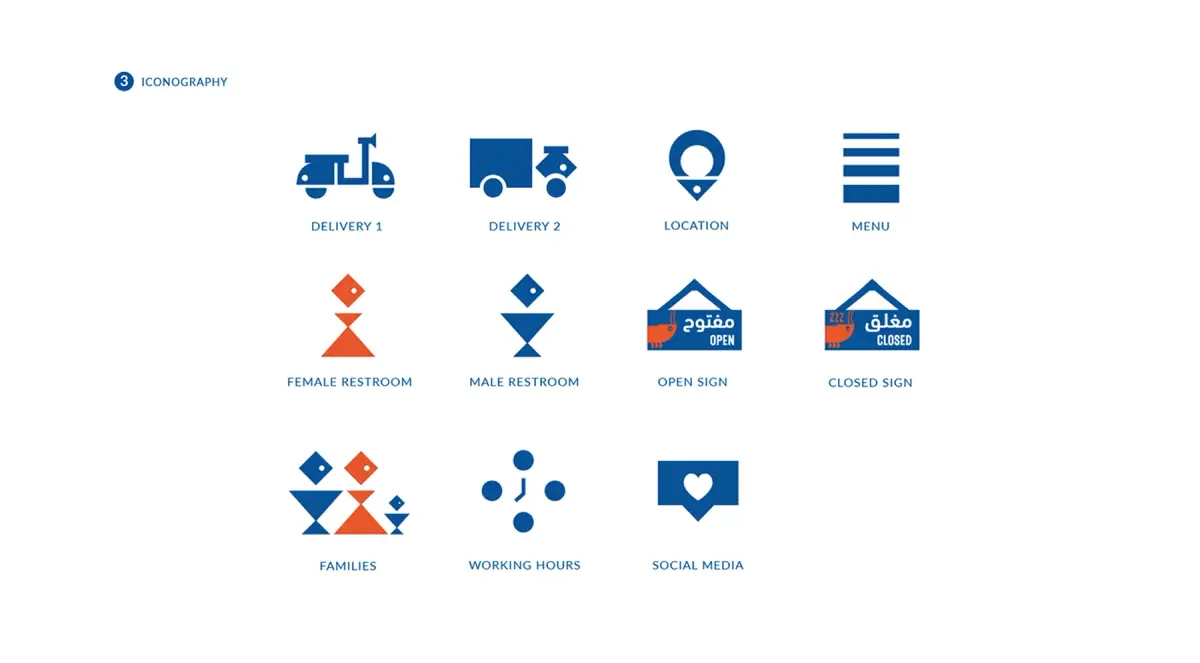 3 ICONOGRAPHY
DELIVERY 1
DELIVERY 2
LOCATION
MENU
FEMALE RESTROOM
MALE RESTROOM
مفتوح
OPEN
OPEN SIGN
ZZZ
مغلق
CLOSED
CLOSED SIGN
FAMILIES
WORKING HOURS
SOCIAL MEDIA